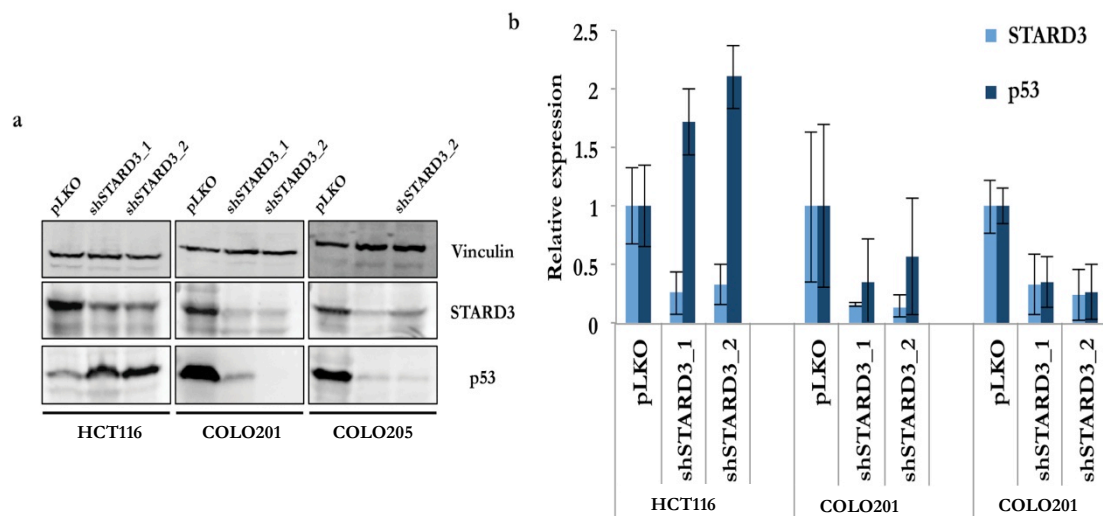 a
pLKO shSTARD3_1 shSTARD3_2 pLKO shSTARD3_1 shSTARD3_2 pLKO shSTARD3_2
Vinculin
STARD3
p53
HCT116 COLO201 COLO205
b
STARD3
p53
Relative expression
2.5
2
1.5
1
0.5
0
pLKO shSTARD3_1 shSTARD3_2 pLKO shSTARD3_1 shSTARD3_2 pLKO shSTARD3_1 shSTARD3_2
HCT116 COLO201 COLO201